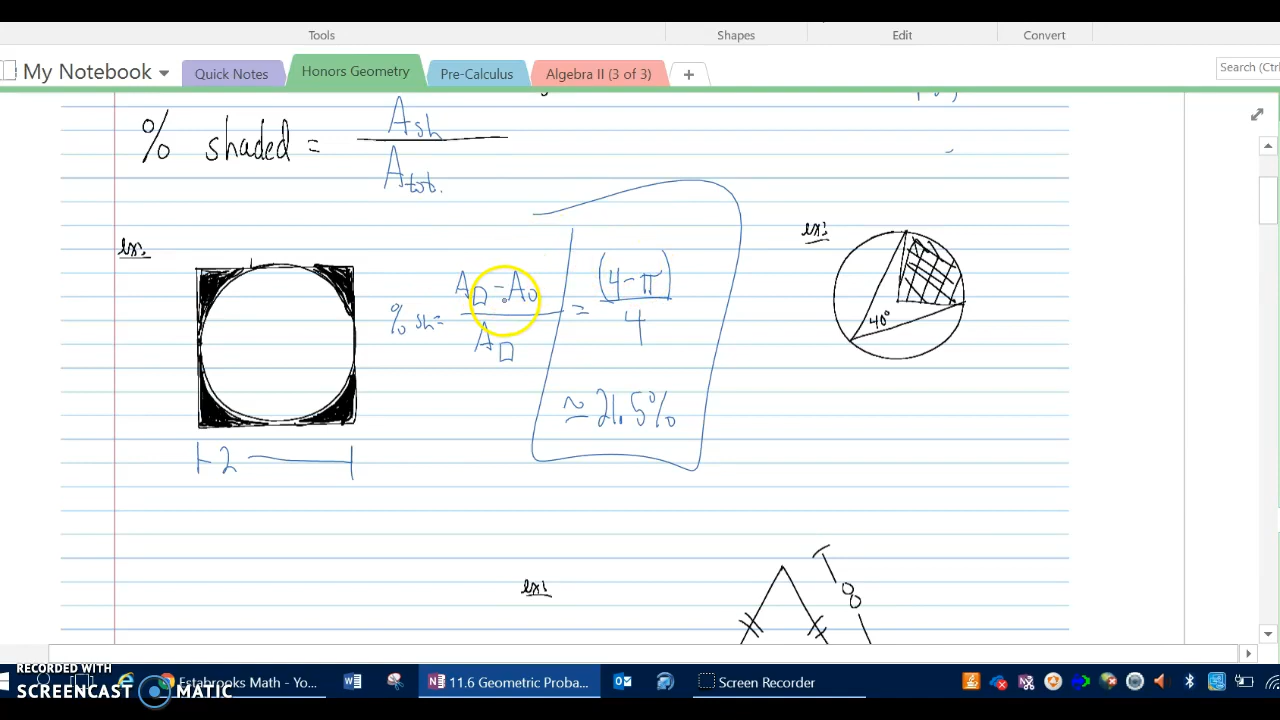 Tools Shapes Edit Convert
My Notebook Quick Notes Honors Geometry Pre-Calculus Algebra II (3 of 3) + Search (Ctrl
% shaded = A sh
A tot.
ex:
% sh = A□ - A○ = (4-π)
A□ 4
≈ 21.5%
2
ex:
40°
ex:
8
RECORDED WITH
SCREENCAST MATIC
Estabrooks Math - Yo...
11.6 Geometric Proba...
Screen Recorder